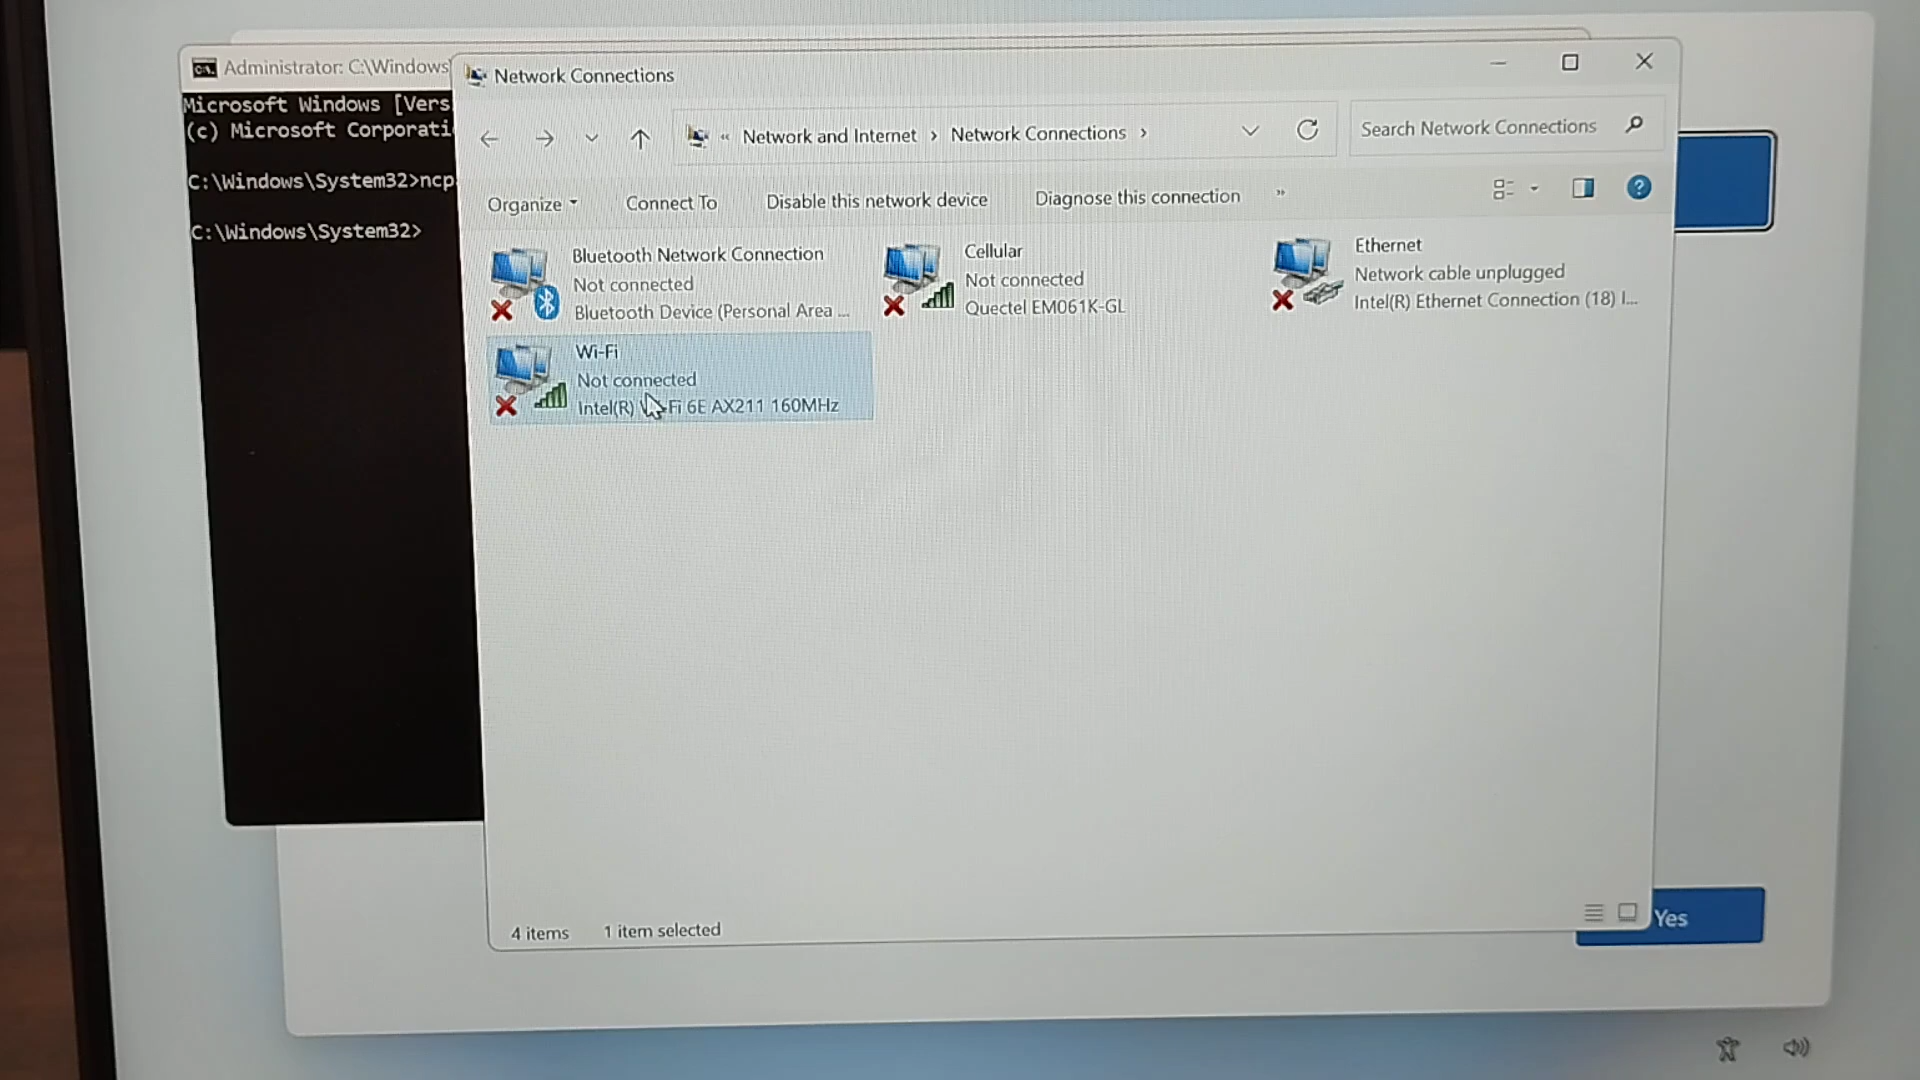 Administrator: C:\Windows
Microsoft Windows [Vers
(c) Microsoft Corporati
C:\Windows\System32>ncp
C:\Windows\System32>
Network Connections
« Network and Internet > Network Connections >
Search Network Connections
Organize
Connect To
Disable this network device
Diagnose this connection
»
Bluetooth Network Connection
Not connected
Bluetooth Device (Personal Area ...
Cellular
Not connected
Quectel EM061K-GL
Ethernet
Network cable unplugged
Intel(R) Ethernet Connection (18) I...
Wi-Fi
Not connected
Intel(R) Wi-Fi 6E AX211 160MHz
4 items
1 item selected
Yes